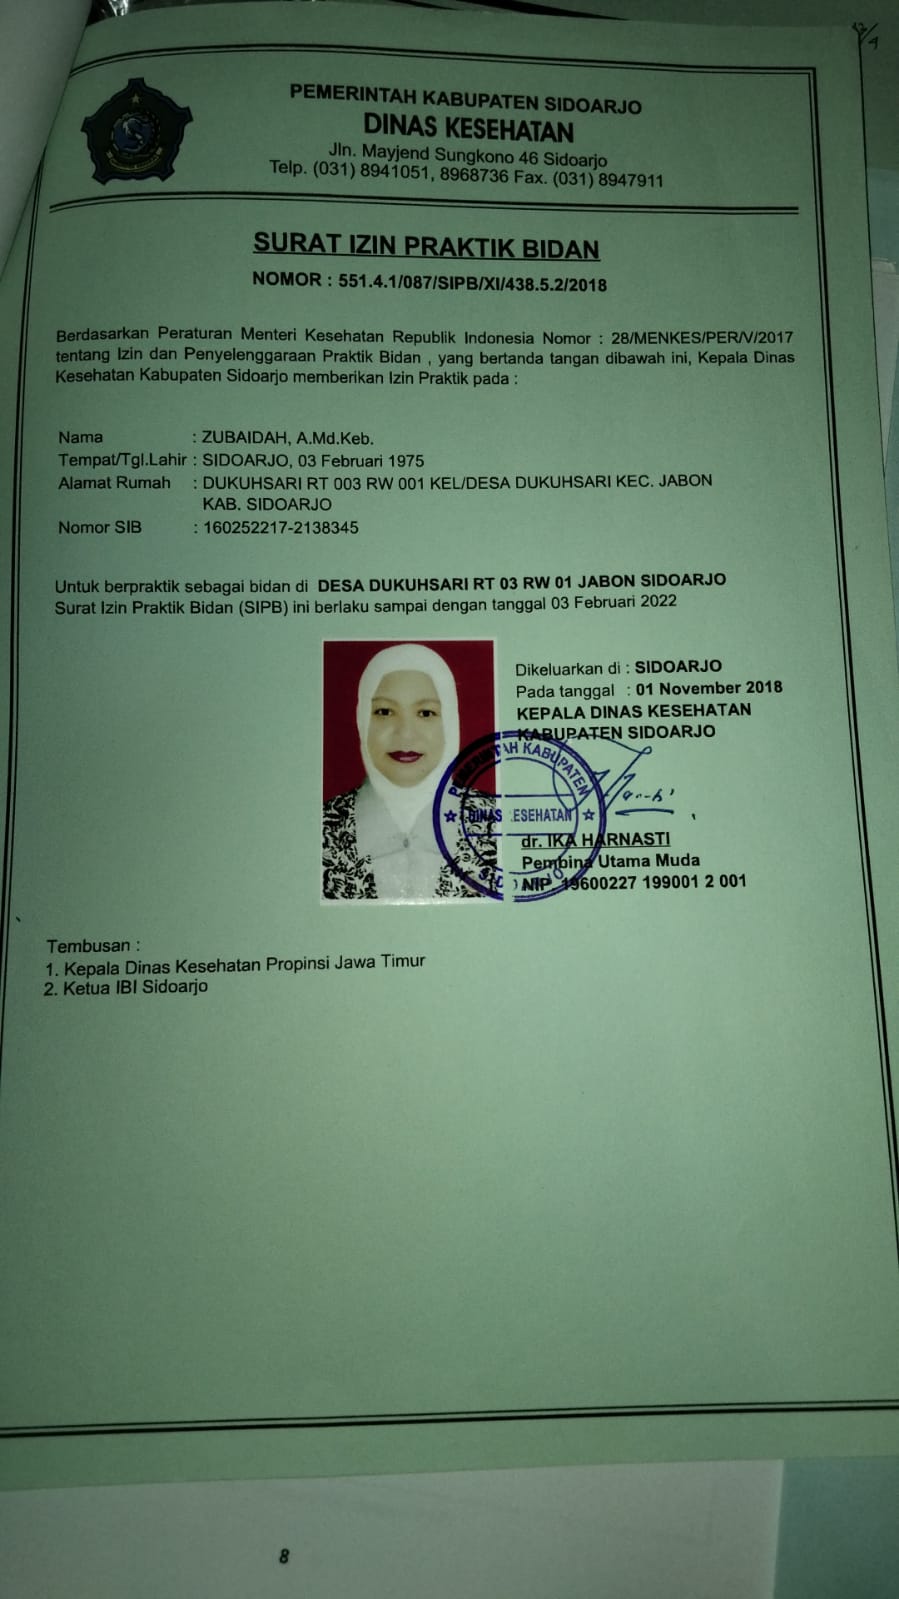 PEMERINTAH KABUPATEN SIDOARJO
DINAS KESEHATAN
Jln. Mayjend Sungkono 46 Sidoarjo
Telp. (031) 8941051, 8968736 Fax. (031) 8947911
SURAT IZIN PRAKTIK BIDAN
NOMOR : 551.4.1/087/SIPB/XI/438.5.2/2018
Berdasarkan Peraturan Menteri Kesehatan Republik Indonesia Nomor : 28/MENKES/PER/V/2017
tentang Izin dan Penyelenggaraan Praktik Bidan , yang bertanda tangan dibawah ini, Kepala Dinas
Kesehatan Kabupaten Sidoarjo memberikan Izin Praktik pada :
Nama : ZUBAIDAH, A.Md.Keb.
Tempat/Tgl.Lahir : SIDOARJO, 03 Februari 1975
Alamat Rumah : DUKUHSARI RT 003 RW 001 KEL/DESA DUKUHSARI KEC. JABON
KAB. SIDOARJO
Nomor SIB : 160252217-2138345
Untuk berpraktik sebagai bidan di DESA DUKUHSARI RT 03 RW 01 JABON SIDOARJO
Surat Izin Praktik Bidan (SIPB) ini berlaku sampai dengan tanggal 03 Februari 2022
Dikeluarkan di : SIDOARJO
Pada tanggal : 01 November 2018
KEPALA DINAS KESEHATAN
KABUPATEN SIDOARJO
PEMERINTAH KABUPATEN
DINAS KESEHATAN
dr. IKA HARNASTI
Pembina Utama Muda
NIP. 19600227 199001 2 001
Tembusan :
1. Kepala Dinas Kesehatan Propinsi Jawa Timur
2. Ketua IBI Sidoarjo
8